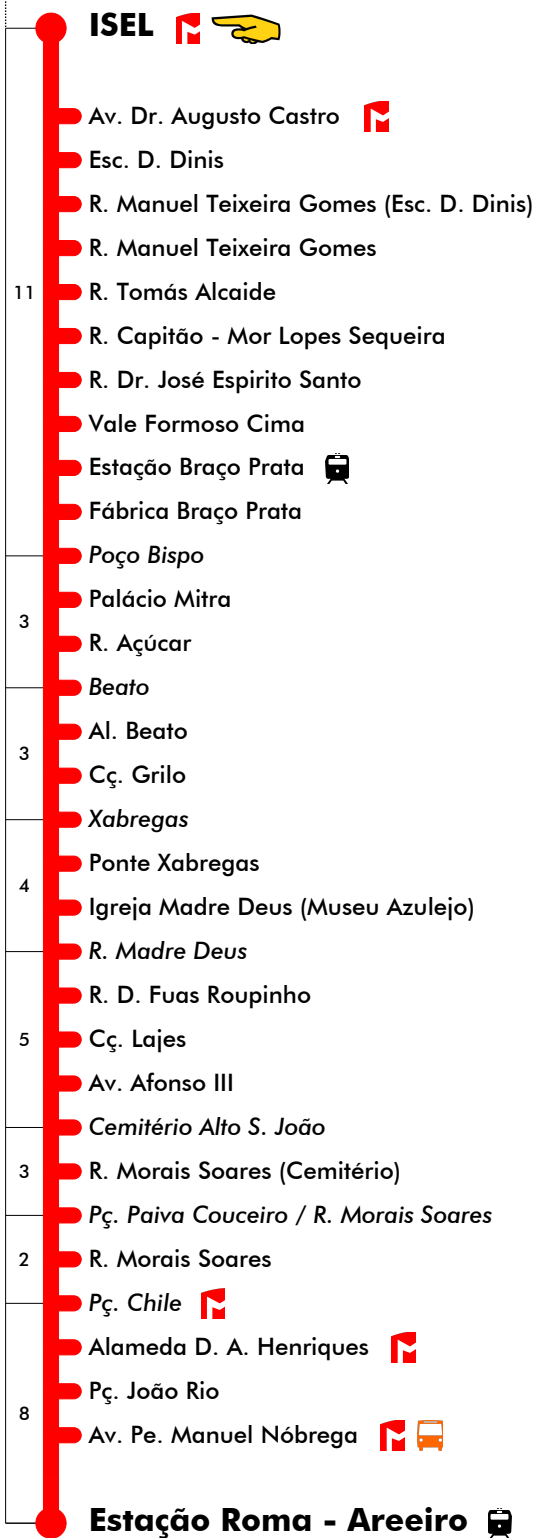 ISEL
Av. Dr. Augusto Castro
Esc. D. Dinis
R. Manuel Teixeira Gomes (Esc. D. Dinis)
R. Manuel Teixeira Gomes
11 R. Tomás Alcaide
R. Capitão - Mor Lopes Sequeira
R. Dr. José Espirito Santo
Vale Formoso Cima
Estação Braço Prata
Fábrica Braço Prata
Poço Bispo
Palácio Mitra
3
R. Açúcar
Beato
Al. Beato
3
Cç. Grilo
Xabregas
Ponte Xabregas
4
Igreja Madre Deus (Museu Azulejo)
R. Madre Deus
R. D. Fuas Roupinho
5 Cç. Lajes
Av. Afonso III
Cemitério Alto S. João
3 R. Morais Soares (Cemitério)
Pç. Paiva Couceiro / R. Morais Soares
2 R. Morais Soares
Pç. Chile
Alameda D. A. Henriques
Pç. João Rio
8
Av. Pe. Manuel Nóbrega
Estação Roma - Areeiro